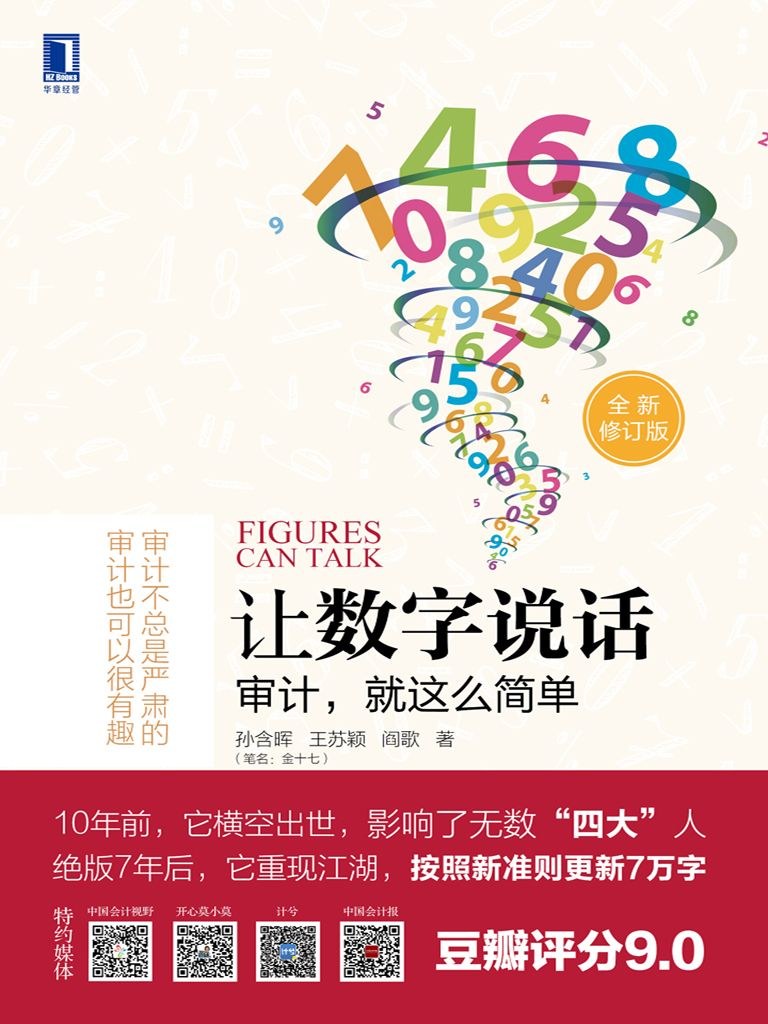 HZ BOOKS
华章经管
全新
修订版
FIGURES
CAN TALK
让数字说话
审计，就这么简单
孙含晖 王苏颖 阎歌 著
（笔名：金十七）
审计不总是严肃的
审计也可以很有趣
10年前，它横空出世，影响了无数“四大”人
绝版7年后，它重现江湖，按照新准则更新7万字
特约媒体
中国会计视野 开心莫小莫 计兮 中国会计报
计兮
豆瓣评分9.0